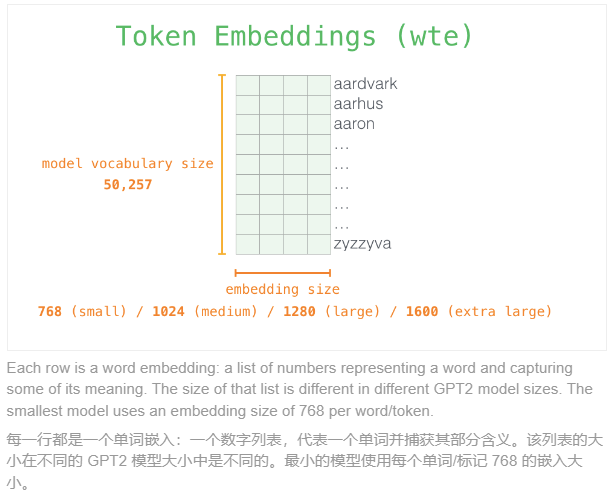 Token Embeddings (wte)
aardvark
aarhus
aaron
...
...
...
...
...
zyzzyva
model vocabulary size
50,257
embedding size
768 (small) / 1024 (medium) / 1280 (large) / 1600 (extra large)
Each row is a word embedding: a list of numbers representing a word and capturing
some of its meaning. The size of that list is different in different GPT2 model sizes. The
smallest model uses an embedding size of 768 per word/token.
每一行都是一个单词嵌入：一个数字列表，代表一个单词并捕获其部分含义。该列表的大
小在不同的 GPT2 模型大小中是不同的。最小的模型使用每个单词/标记 768 的嵌入大
小。